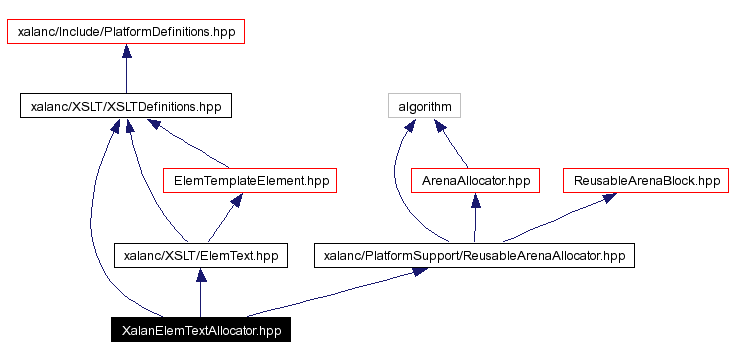 xalanc/Include/PlatformDefinitions.hpp
xalanc/XSLT/XSLTDefinitions.hpp
algorithm
ElemTemplateElement.hpp
ArenaAllocator.hpp
ReusableArenaBlock.hpp
xalanc/XSLT/ElemText.hpp
xalanc/PlatformSupport/ReusableArenaAllocator.hpp
XalanElemTextAllocator.hpp